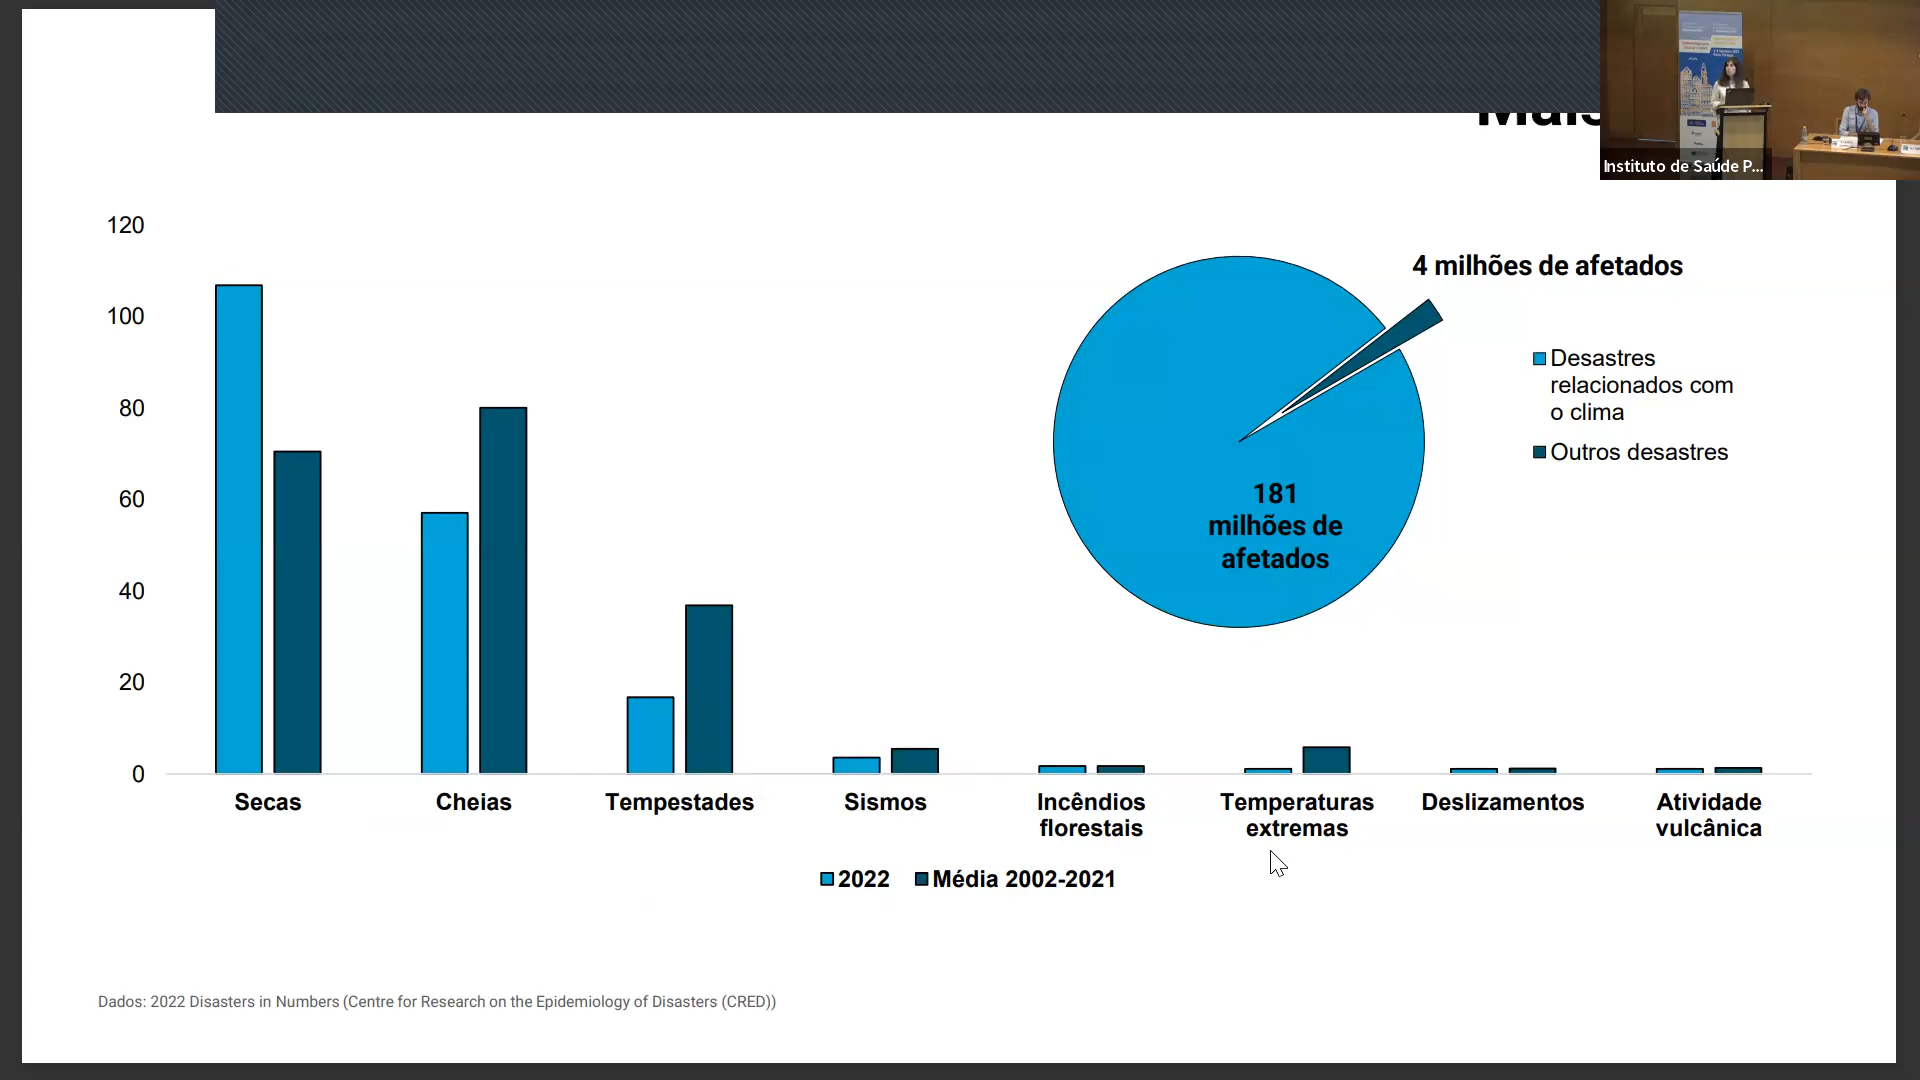 Instituto de Saúde P...
120
100
80
60
40
20
0
4 milhões de afetados
181
milhões de
afetados
Desastres
relacionados com
o clima
Outros desastres
Secas
Cheias
Tempestades
Sismos
Incêndios
florestais
Temperaturas
extremas
Deslizamentos
Atividade
vulcânica
2022
Média 2002-2021
Dados: 2022 Disasters in Numbers (Centre for Research on the Epidemiology of Disasters (CRED))